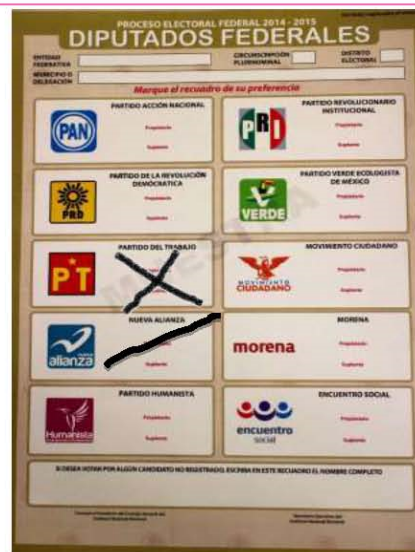 PROCESO ELECTORAL FEDERAL 2014 - 2015
DIPUTADOS FEDERALES
ENTIDAD FEDERATIVA
CIRCUNSCRIPCIÓN PLURINOMINAL
DISTRITO ELECTORAL
MUNICIPIO O DELEGACIÓN
Marque el recuadro de su preferencia
PAN
PARTIDO ACCIÓN NACIONAL
Propietario
Suplente
PRI
PARTIDO REVOLUCIONARIO INSTITUCIONAL
Propietario
Suplente
PRD
PARTIDO DE LA REVOLUCIÓN DEMOCRÁTICA
Propietario
Suplente
VERDE
PARTIDO VERDE ECOLOGISTA DE MÉXICO
Propietario
Suplente
PT
PARTIDO DEL TRABAJO
MOVIMIENTO CIUDADANO
MOVIMIENTO CIUDADANO
Propietario
Suplente
alianza
NUEVA ALIANZA
Propietario
Suplente
morena
MORENA
Propietario
Suplente
Humanista
PARTIDO HUMANISTA
Propietario
Suplente
encuentro social
ENCUENTRO SOCIAL
Propietario
Suplente
SI DESEA VOTAR POR ALGÚN CANDIDATO NO REGISTRADO, ESCRIBA EN ESTE RECUADRO EL NOMBRE COMPLETO
MUESTRA